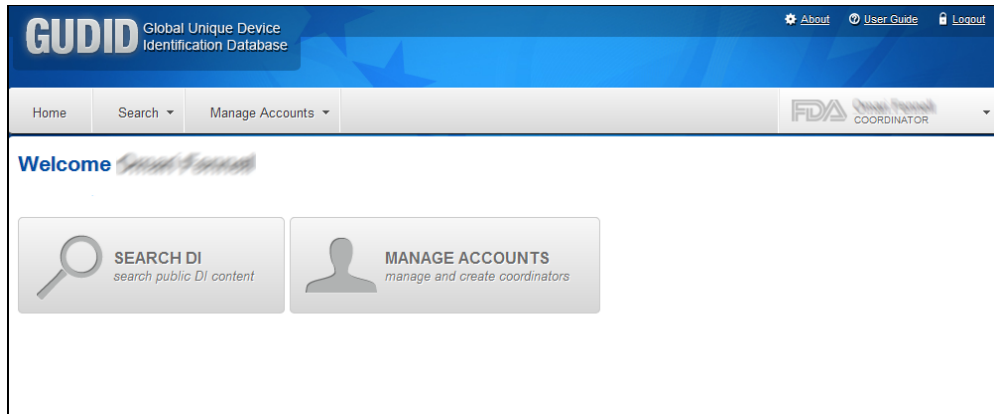 GUDID Global Unique Device
Identification Database
About User Guide Logout
Home Search Manage Accounts
FDA
COORDINATOR
Welcome
SEARCH DI
search public DI content
MANAGE ACCOUNTS
manage and create coordinators